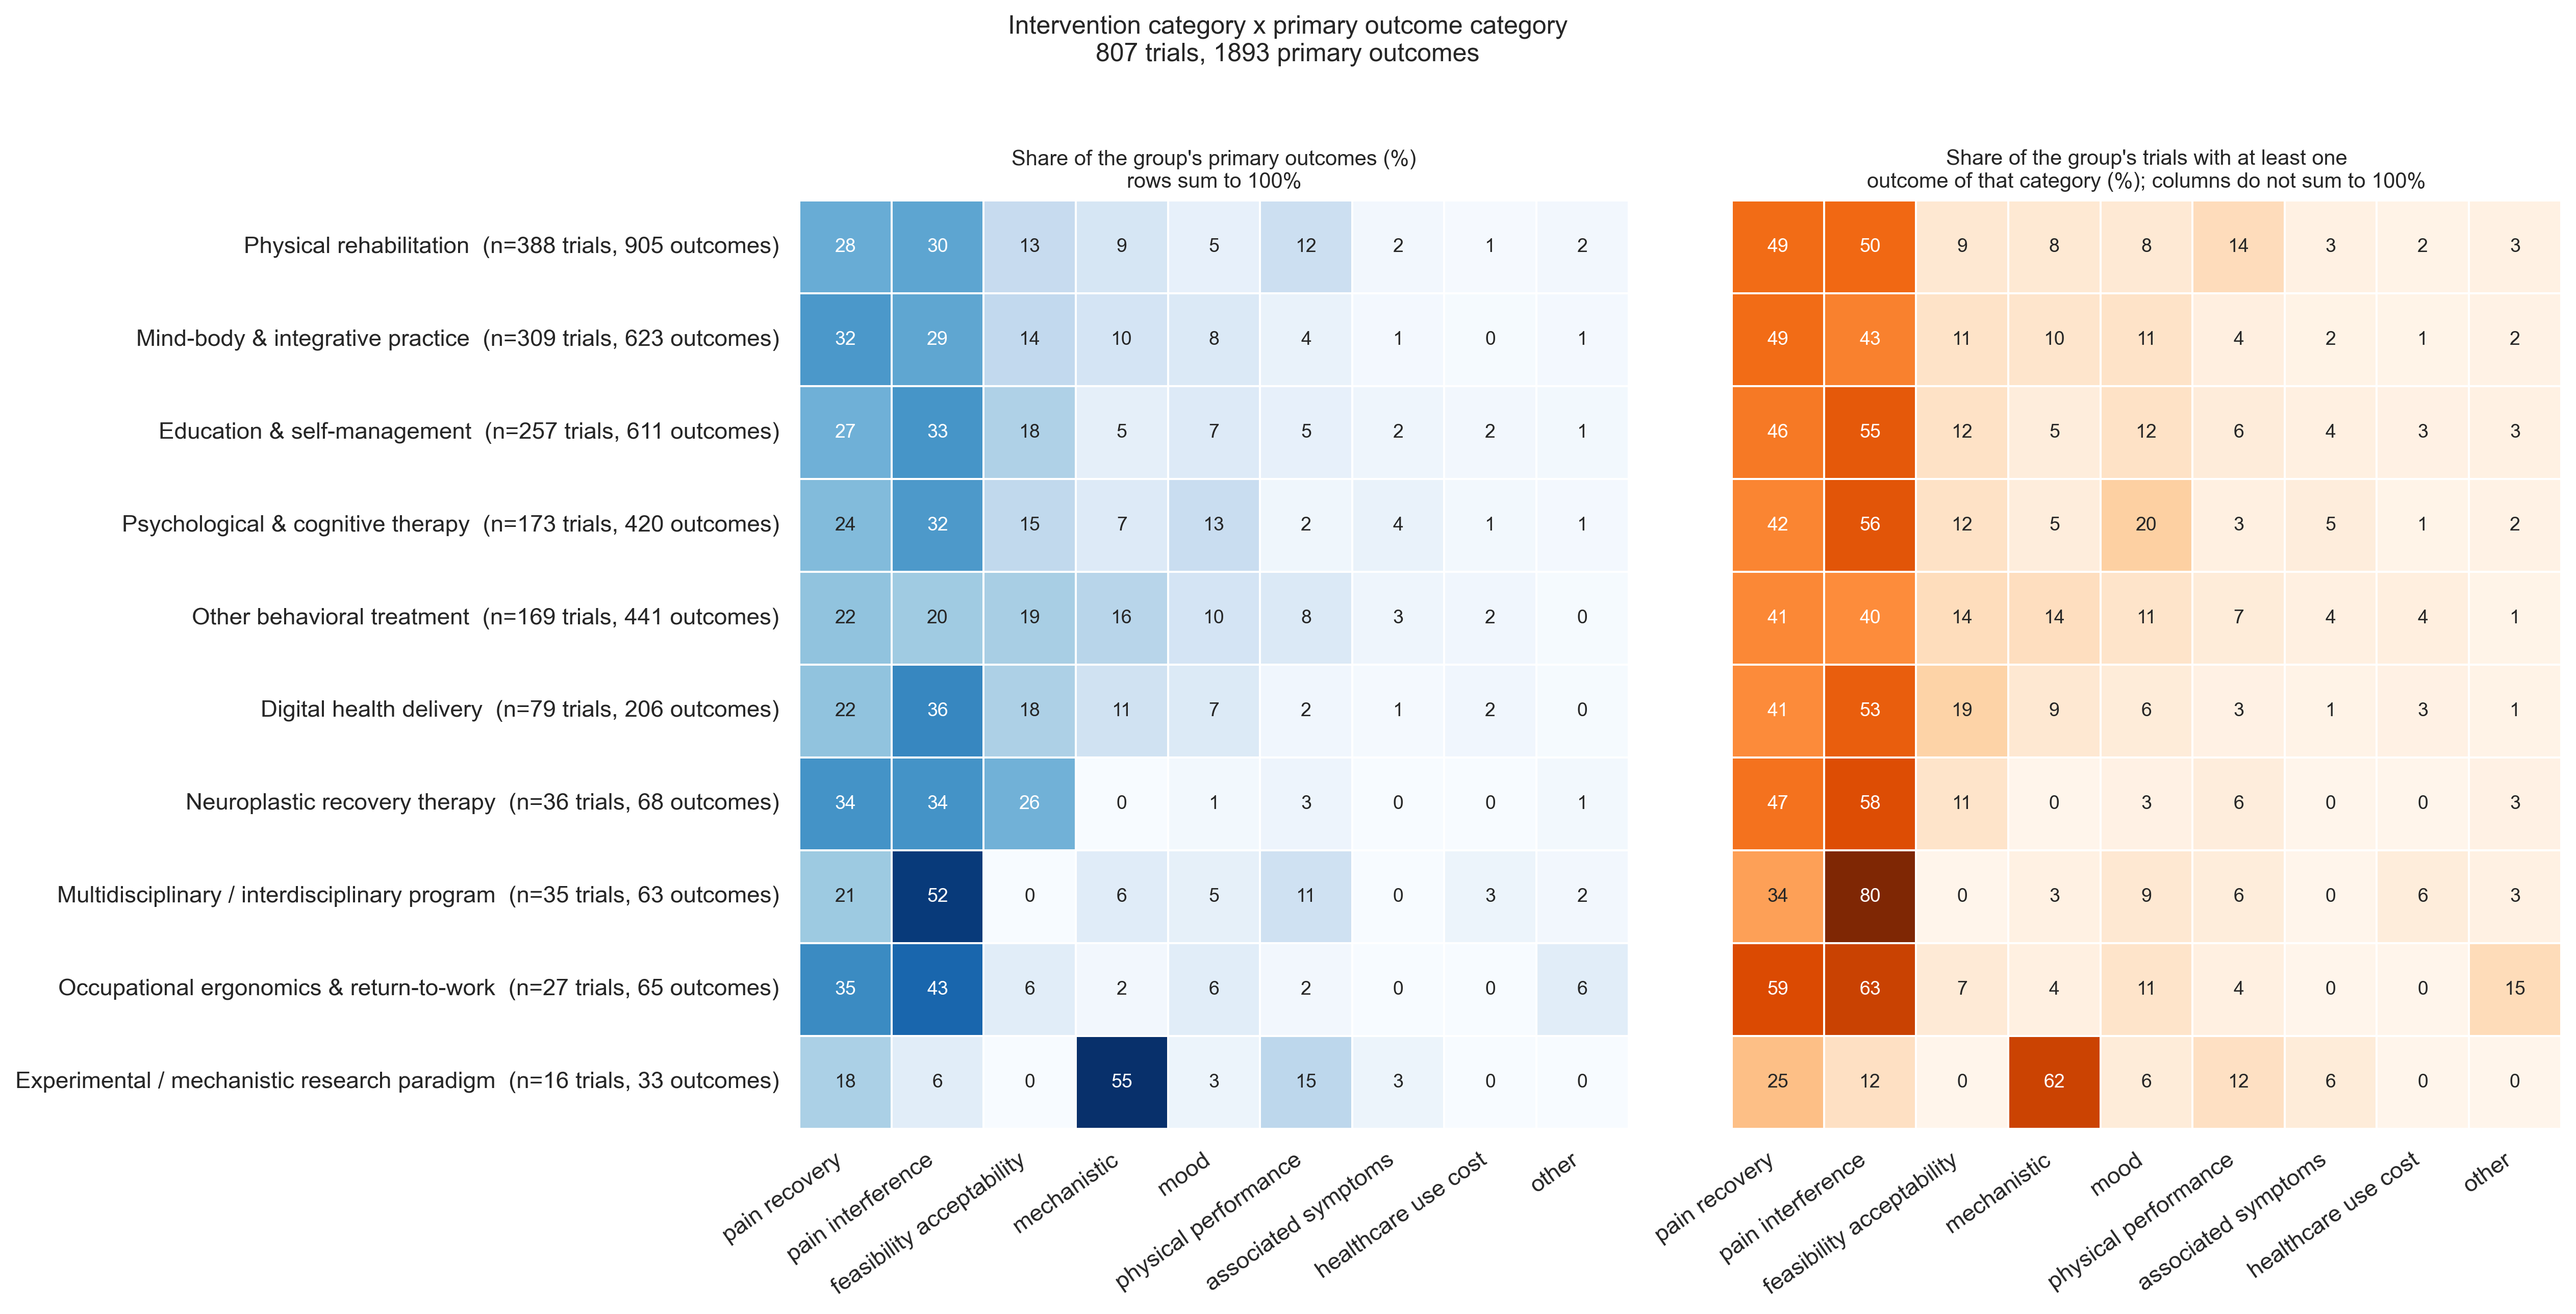 Intervention category x primary outcome category
807 trials, 1893 primary outcomes
Share of the group's primary outcomes (%)
rows sum to 100%
Share of the group's trials with at least one
outcome of that category (%); columns do not sum to 100%
Physical rehabilitation (n=388 trials, 905 outcomes) 28 30 13 9 5 12 2 1 2 49 50 9 8 8 14 3 2 3
Mind-body & integrative practice (n=309 trials, 623 outcomes) 32 29 14 10 8 4 1 0 1 49 43 11 10 11 4 2 1 2
Education & self-management (n=257 trials, 611 outcomes) 27 33 18 5 7 5 2 2 1 46 55 12 5 12 6 4 3 3
Psychological & cognitive therapy (n=173 trials, 420 outcomes) 24 32 15 7 13 2 4 1 1 42 56 12 5 20 3 5 1 2
Other behavioral treatment (n=169 trials, 441 outcomes) 22 20 19 16 10 8 3 2 0 41 40 14 14 11 7 4 4 1
Digital health delivery (n=79 trials, 206 outcomes) 22 36 18 11 7 2 1 2 0 41 53 19 9 6 3 1 3 1
Neuroplastic recovery therapy (n=36 trials, 68 outcomes) 34 34 26 0 1 3 0 0 1 47 58 11 0 3 6 0 0 3
Multidisciplinary / interdisciplinary program (n=35 trials, 63 outcomes) 21 52 0 6 5 11 0 3 2 34 80 0 3 9 6 0 6 3
Occupational ergonomics & return-to-work (n=27 trials, 65 outcomes) 35 43 6 2 6 2 0 0 6 59 63 7 4 11 4 0 0 15
Experimental / mechanistic research paradigm (n=16 trials, 33 outcomes) 18 6 0 55 3 15 3 0 0 25 12 0 62 6 12 6 0 0
pain recovery
pain interference
feasibility acceptability
mechanistic
mood
physical performance
associated symptoms
healthcare use cost
other
pain recovery
pain interference
feasibility acceptability
mechanistic
mood
physical performance
associated symptoms
healthcare use cost
other